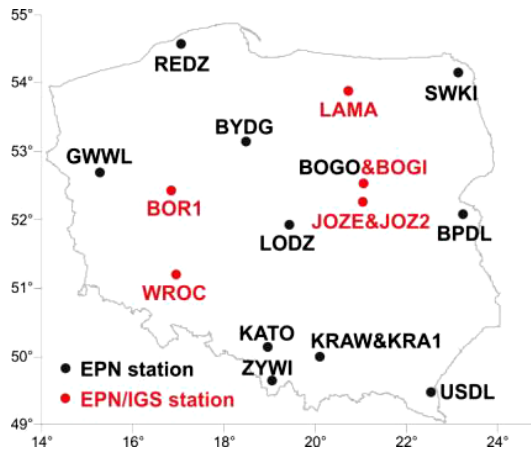 55°
REDZ
54°
SWKI
LAMA
BYDG
53°
GWWL
BOGO&BOGI
BOR1
52°
JOZE&JOZ2
LODZ
BPDL
51°
WROC
KATO
KRAW&KRA1
50°
ZYWI
EPN station
USDL
EPN/IGS station
49°
14° 16° 18° 20° 22° 24°